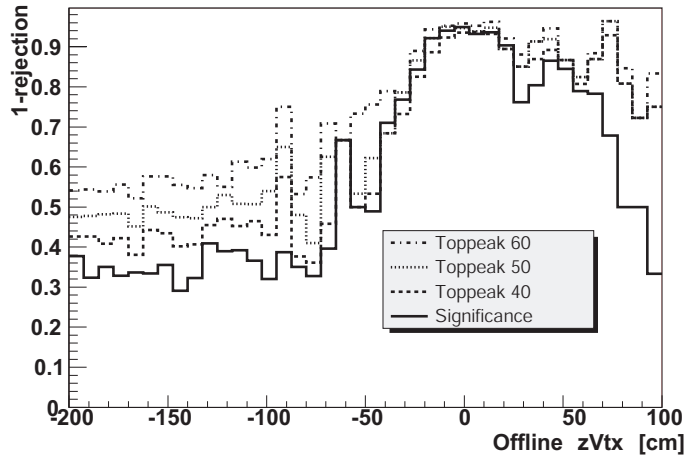 1-rejection
0.9
0.8
0.7
0.6
0.5
0.4
0.3
0.2
0.1
0
-200 -150 -100 -50 0 50 100
Offline zVtx [cm]
Toppeak 60
Toppeak 50
Toppeak 40
Significance